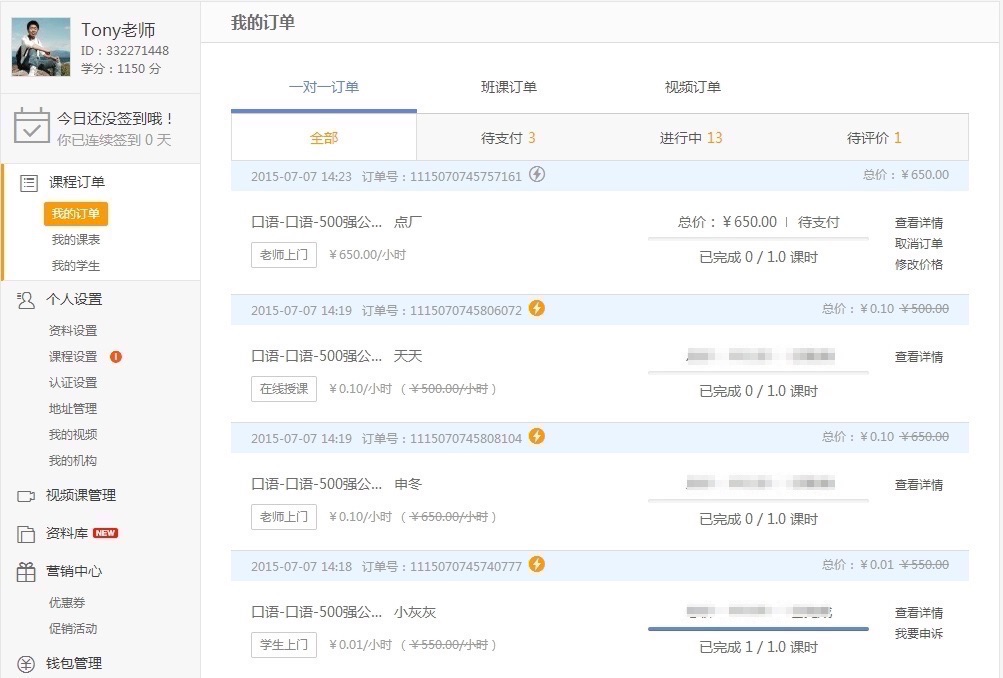 Tony老师
ID：332271448
学分：1150 分
今日还没签到哦！
你已连续签到 0 天
课程订单
我的订单
我的课表
我的学生
个人设置
资料设置
课程设置 !
认证设置
地址管理
我的视频
我的机构
视频课管理
资料库 NEW
营销中心
优惠券
促销活动
钱包管理
我的订单
一对一订单 班课订单 视频订单
全部 待支付 3 进行中 13 待评价 1
2015-07-07 14:23 订单号：1115070745757161 总价：￥650.00
口语-口语-500强公... 点厂 总价：￥650.00 | 待支付 查看详情
取消订单
老师上门 ￥650.00/小时 已完成 0 / 1.0 课时
修改价格
2015-07-07 14:19 订单号：1115070745806072 总价：￥0.10 ￥500.00
口语-口语-500强公... 天天 查看详情
在线授课 ￥0.10/小时 （￥500.00/小时） 已完成 0 / 1.0 课时
2015-07-07 14:19 订单号：1115070745808104 总价：￥0.10 ￥650.00
口语-口语-500强公... 申冬 查看详情
老师上门 ￥0.10/小时 （￥650.00/小时） 已完成 0 / 1.0 课时
2015-07-07 14:18 订单号：1115070745740777 总价：￥0.01 ￥550.00
口语-口语-500强公... 小灰灰 查看详情
我要申诉
学生上门 ￥0.01/小时 （￥550.00/小时） 已完成 1 / 1.0 课时